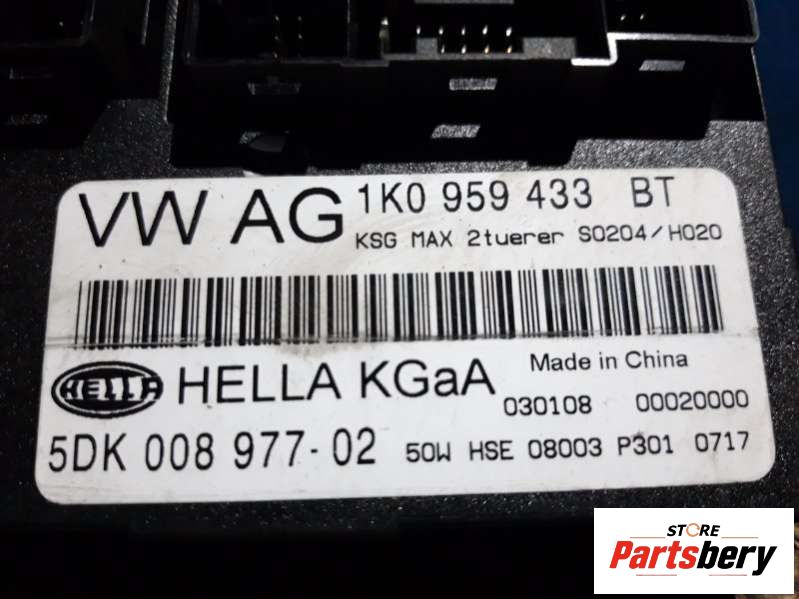 VW AG 1K0 959 433 BT
KSG MAX 2tuerer S0204/H020
HELLA HELLA KGaA Made in China
030108 00020000
5DK 008 977-02 50W HSE 08003 P301 0717
STORE
Partsbery